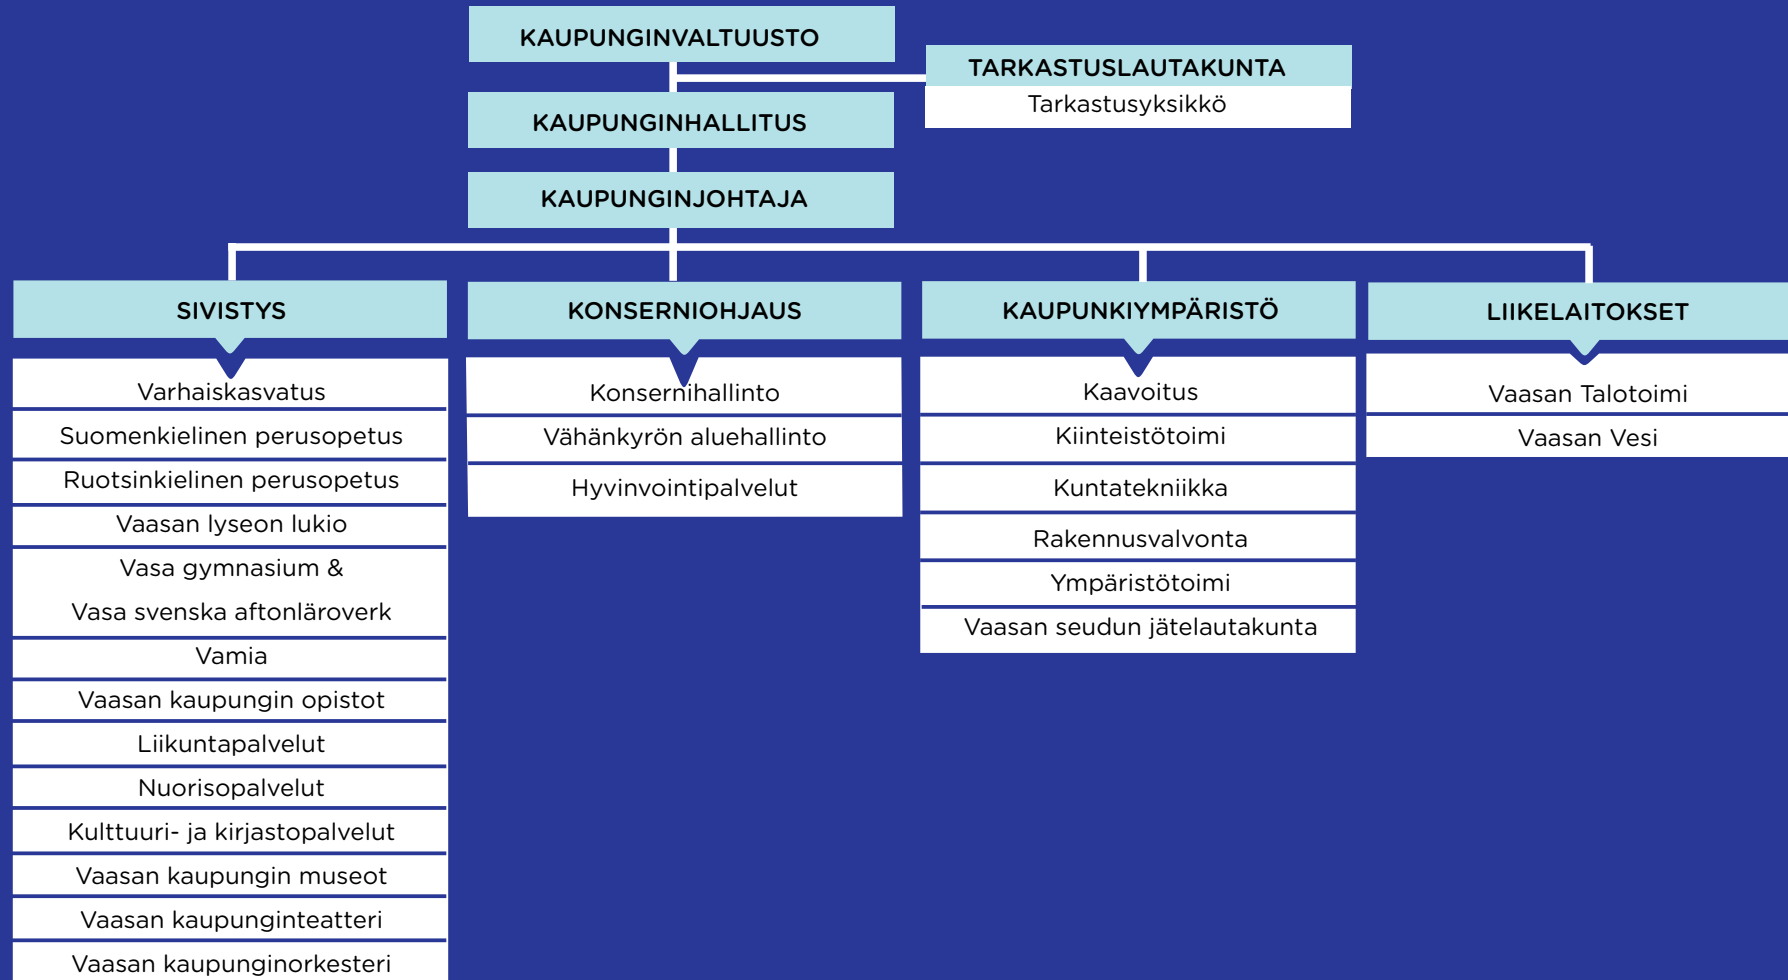 KAUPUNGINVALTUUSTO
TARKASTUSLAUTAKUNTA
Tarkastusyksikkö
KAUPUNGINHALLITUS
KAUPUNGINJOHTAJA
SIVISTYS
Varhaiskasvatus
Suomenkielinen perusopetus
Ruotsinkielinen perusopetus
Vaasan lyseon lukio
Vasa gymnasium &
Vasa svenska aftonläroverk
Vamia
Vaasan kaupungin opistot
Liikuntapalvelut
Nuorisopalvelut
Kulttuuri- ja kirjastopalvelut
Vaasan kaupungin museot
Vaasan kaupunginteatteri
Vaasan kaupunginorkesteri
KONSERNIOHJAUS
Konsernihallinto
Vähänkyrön aluehallinto
Hyvinvointipalvelut
KAUPUNKIYMPÄRISTÖ
Kaavoitus
Kiinteistötoimi
Kuntatekniikka
Rakennusvalvonta
Ympäristötoimi
Vaasan seudun jätelautakunta
LIIKELAITOKSET
Vaasan Talotoimi
Vaasan Vesi